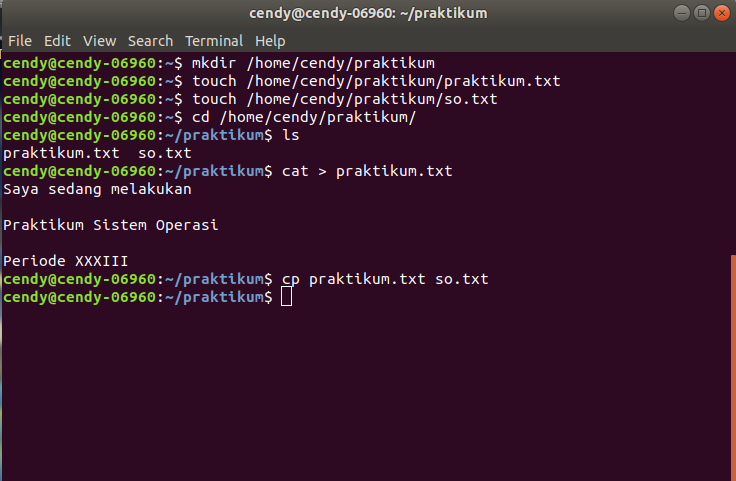 cendy@cendy-06960: ~/praktikum
File Edit View Search Terminal Help
cendy@cendy-06960:~$ mkdir /home/cendy/praktikum
cendy@cendy-06960:~$ touch /home/cendy/praktikum/praktikum.txt
cendy@cendy-06960:~$ touch /home/cendy/praktikum/so.txt
cendy@cendy-06960:~$ cd /home/cendy/praktikum/
cendy@cendy-06960:~/praktikum$ ls
praktikum.txt  so.txt
cendy@cendy-06960:~/praktikum$ cat > praktikum.txt
Saya sedang melakukan
Praktikum Sistem Operasi
Periode XXXIII
cendy@cendy-06960:~/praktikum$ cp praktikum.txt so.txt
cendy@cendy-06960:~/praktikum$